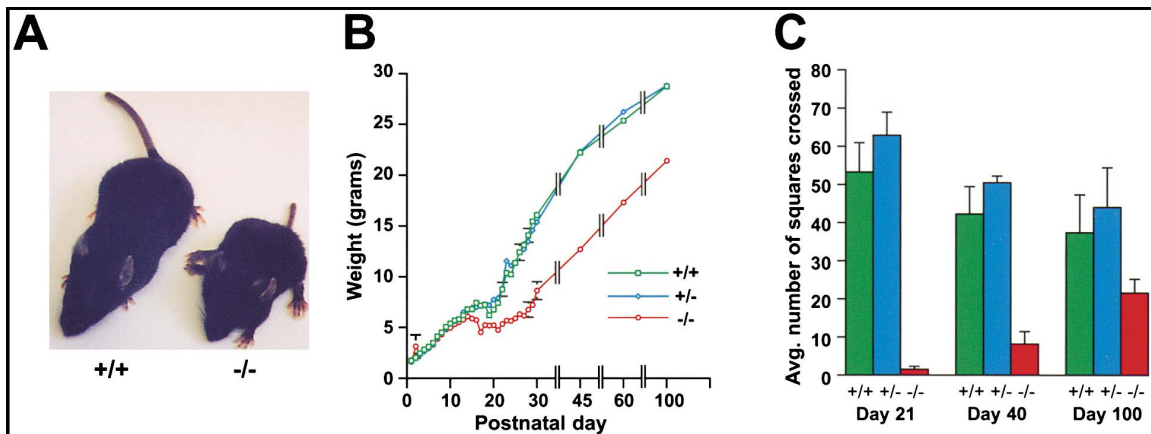 A
+/+ -/-
B
Weight (grams)
30
25
20
15
10
5
0
0 10 20 30 45 60 100
Postnatal day
+/+
+/-
-/-
C
Avg. number of squares crossed
80
70
60
50
40
30
20
10
0
+/+ +/- -/- +/+ +/- -/- +/+ +/- -/-
Day 21 Day 40 Day 100